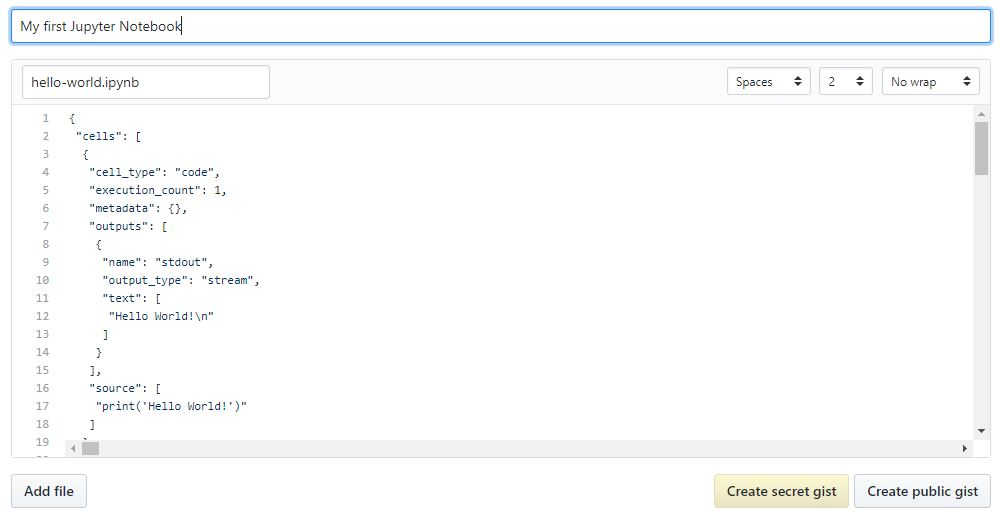 My first Jupyter Notebook
hello-world.ipynb
Spaces
2
No wrap
1 {
2 "cells": [
3 {
4 "cell_type": "code",
5 "execution_count": 1,
6 "metadata": {},
7 "outputs": [
8 {
9 "name": "stdout",
10 "output_type": "stream",
11 "text": [
12 "Hello World!\n"
13 ]
14 }
15 ],
16 "source": [
17 "print('Hello World!')"
18 ]
19
Add file
Create secret gist
Create public gist